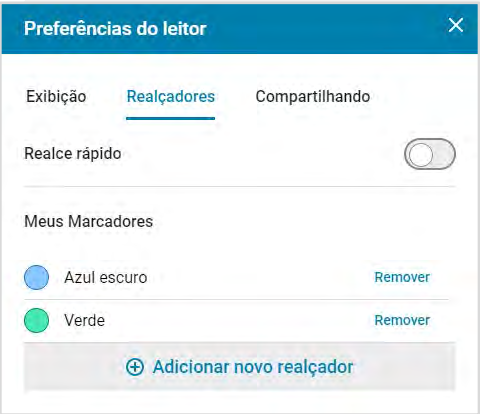 Preferências do leitor
Exibição Realçadores Compartilhando
Realce rápido
Meus Marcadores
Azul escuro Remover
Verde Remover
Adicionar novo realçador